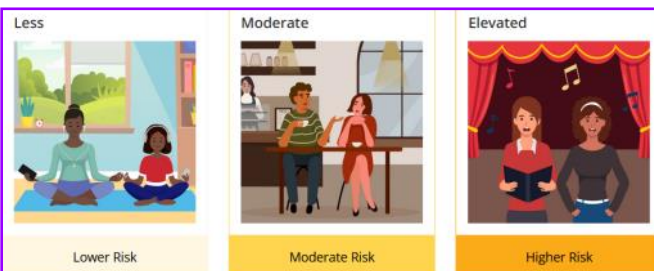 Less
Moderate
Elevated
Lower Risk
Moderate Risk
Higher Risk